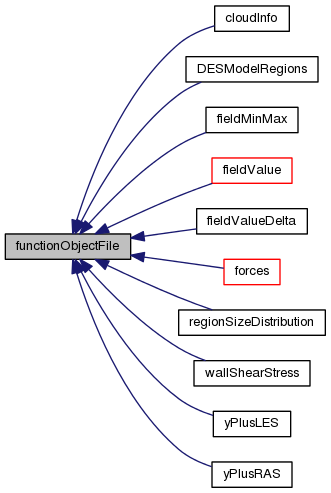 cloudInfo
DESModelRegions
fieldMinMax
fieldValue
fieldValueDelta
functionObjectFile
forces
regionSizeDistribution
wallShearStress
yPlusLES
yPlusRAS